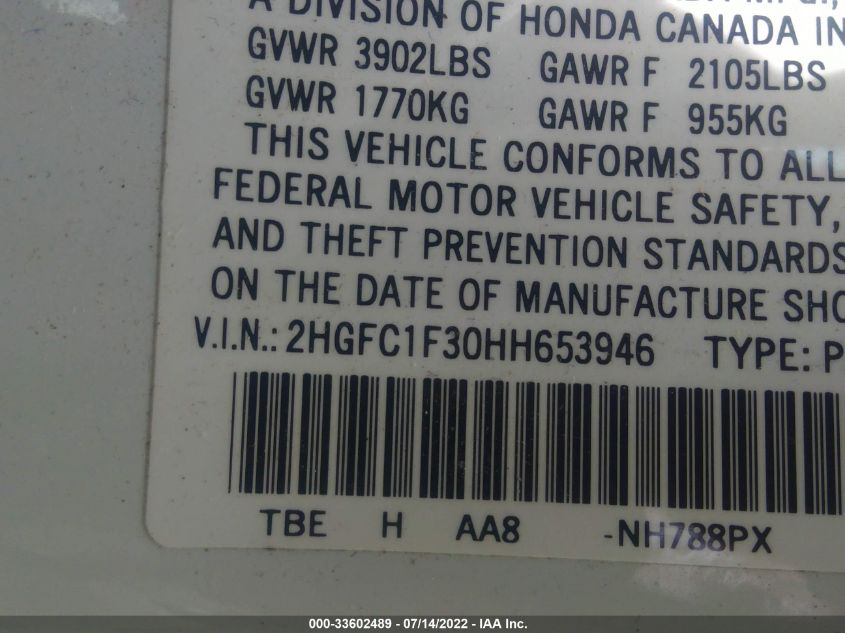 A DIVISION OF HONDA CANADA IN
GVWR 3902LBS GAWR F 2105LBS
GVWR 1770KG GAWR F 955KG
THIS VEHICLE CONFORMS TO ALL
FEDERAL MOTOR VEHICLE SAFETY,
AND THEFT PREVENTION STANDARDS
ON THE DATE OF MANUFACTURE SHO
V.I.N.: 2HGFC1F30HH653946 TYPE: P
TBE H AA8 -NH788PX
000-33602489 - 07/14/2022 - IAA Inc.